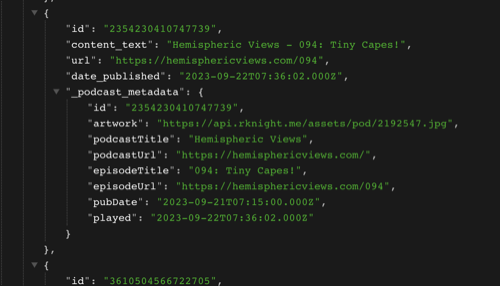 },
{
"id": "2354230410747739",
"content_text": "Hemispheric Views - 094: Tiny Capes!",
"url": "https://hemisphericviews.com/094",
"date_published": "2023-09-22T07:36:02.000Z",
"_podcast_metadata": {
"id": "2354230410747739",
"artwork": "https://api.rknight.me/assets/pod/2192547.jpg",
"podcastTitle": "Hemispheric Views",
"podcastUrl": "https://hemisphericviews.com/",
"episodeTitle": "094: Tiny Capes!",
"episodeUrl": "https://hemisphericviews.com/094",
"pubDate": "2023-09-21T07:15:00.000Z",
"played": "2023-09-22T07:36:02.000Z"
}
},
{
"id": "3610504566722705",